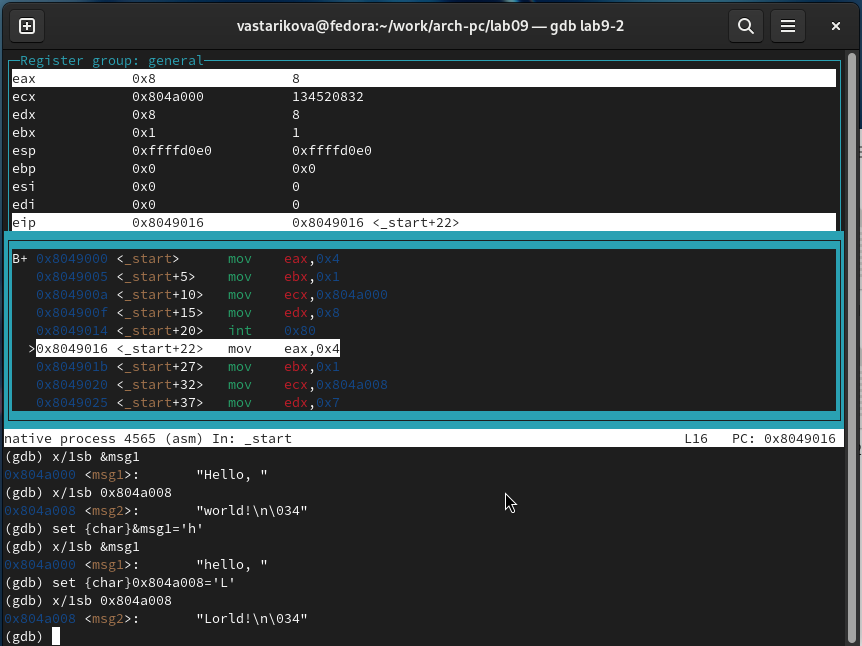 vastarikova@fedora:~/work/arch-pc/lab09 — gdb lab9-2
Register group: general
eax 0x8 8
ecx 0x804a000 134520832
edx 0x8 8
ebx 0x1 1
esp 0xffffd0e0 0xffffd0e0
ebp 0x0 0x0
esi 0x0 0
edi 0x0 0
eip 0x8049016 0x8049016 <_start+22>
B+ 0x8049000 <_start> mov eax,0x4
0x8049005 <_start+5> mov ebx,0x1
0x804900a <_start+10> mov ecx,0x804a000
0x804900f <_start+15> mov edx,0x8
0x8049014 <_start+20> int 0x80
>0x8049016 <_start+22> mov eax,0x4
0x804901b <_start+27> mov ebx,0x1
0x8049020 <_start+32> mov ecx,0x804a008
0x8049025 <_start+37> mov edx,0x7
native process 4565 (asm) In: _start L16 PC: 0x8049016
(gdb) x/1sb &msg1
0x804a000 <msg1>: "Hello, "
(gdb) x/1sb 0x804a008
0x804a008 <msg2>: "world!\n\034"
(gdb) set {char}&msg1='h'
(gdb) x/1sb &msg1
0x804a000 <msg1>: "hello, "
(gdb) set {char}0x804a008='L'
(gdb) x/1sb 0x804a008
0x804a008 <msg2>: "Lorld!\n\034"
(gdb)